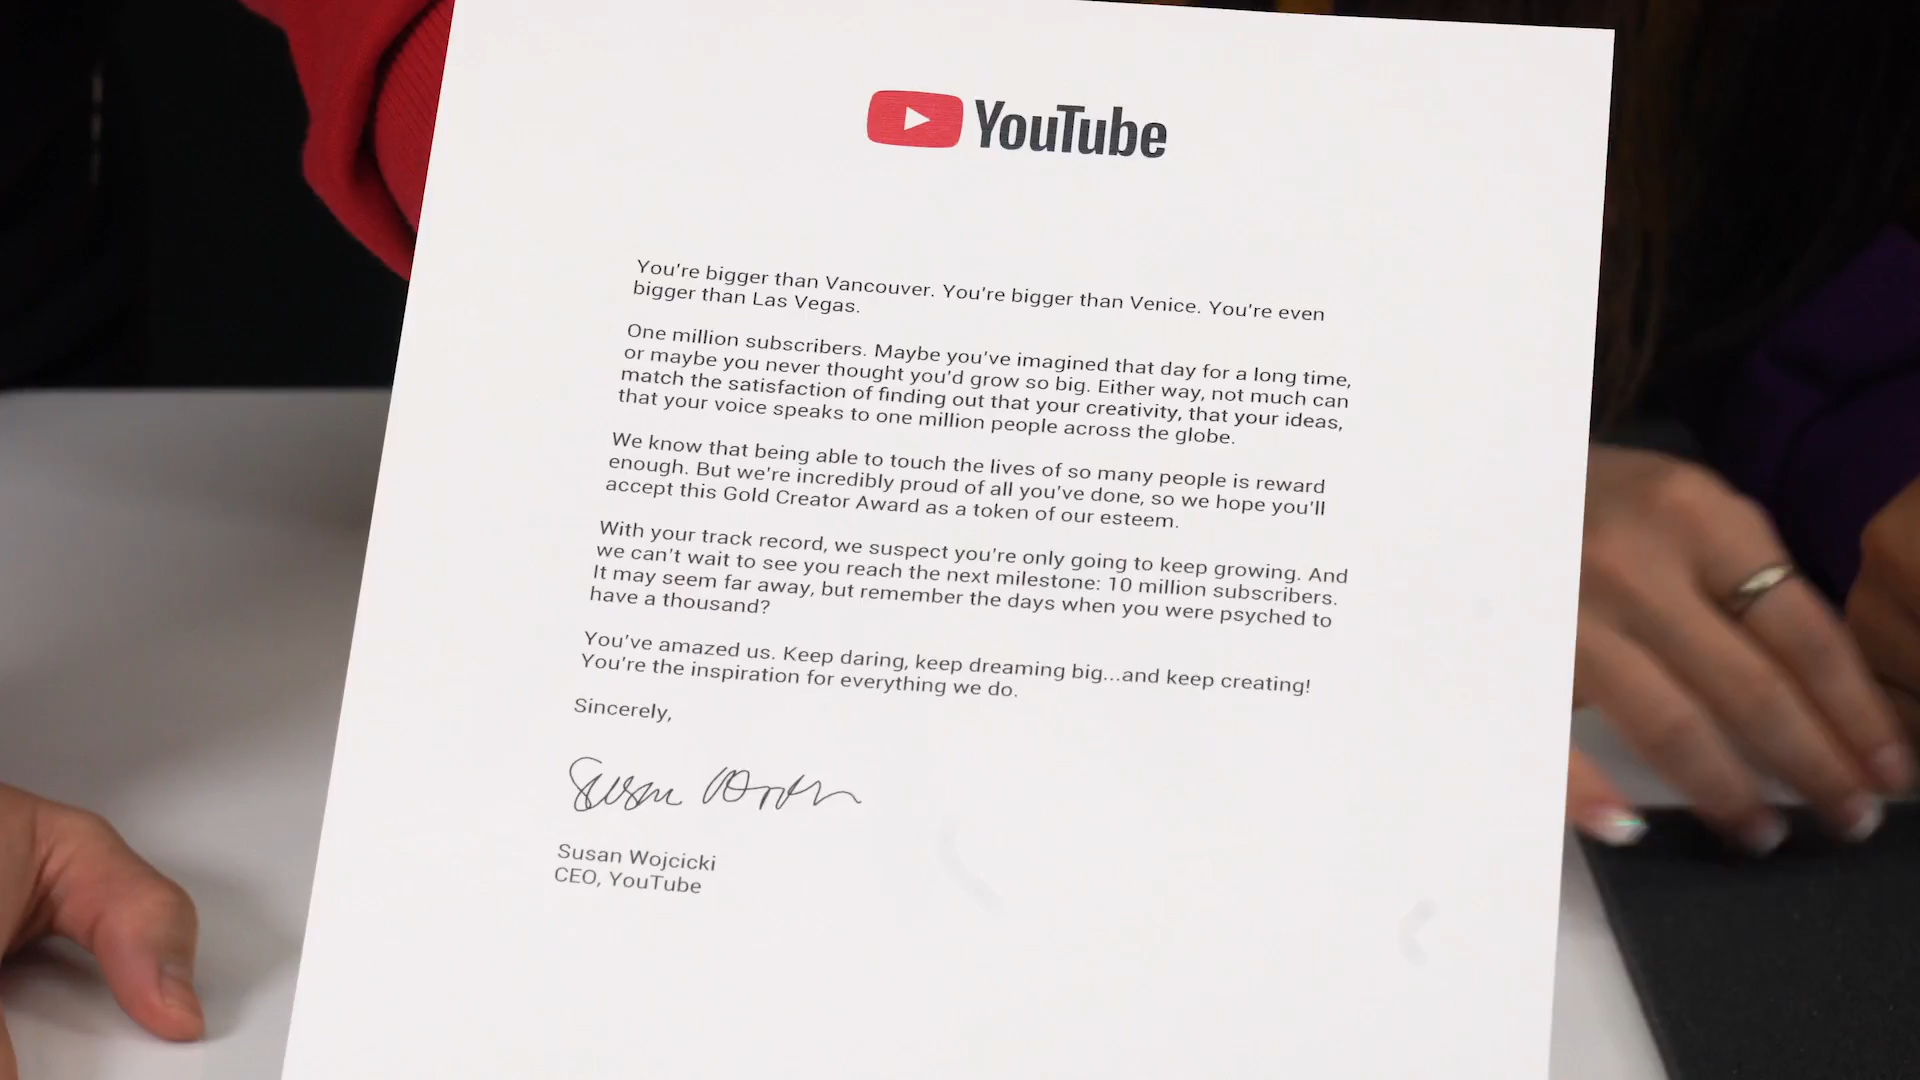 YouTube
You're bigger than Vancouver. You're bigger than Venice. You're even
bigger than Las Vegas.
One million subscribers. Maybe you've imagined that day for a long time,
or maybe you never thought you'd grow so big. Either way, not much can
match the satisfaction of finding out that your creativity, that your ideas,
that your voice speaks to one million people across the globe.
We know that being able to touch the lives of so many people is reward
enough. But we're incredibly proud of all you've done, so we hope you'll
accept this Gold Creator Award as a token of our esteem.
With your track record, we suspect you're only going to keep growing. And
we can't wait to see you reach the next milestone: 10 million subscribers.
It may seem far away, but remember the days when you were psyched to
have a thousand?
You've amazed us. Keep daring, keep dreaming big...and keep creating!
You're the inspiration for everything we do.
Sincerely,
Susan
Susan Wojcicki
CEO, YouTube